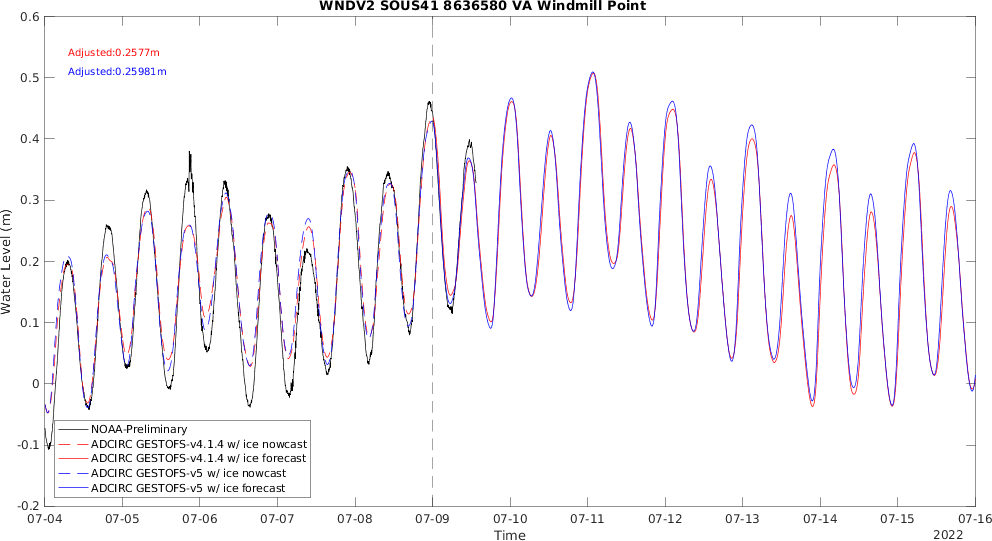 WNDV2 SOUS41 8636580 VA Windmill Point
0.6
0.5
0.4
0.3
0.2
0.1
0
-0.1
-0.2
Water Level (m)
Adjusted:0.2577m
Adjusted:0.25981m
NOAA-Preliminary
ADCIRC GESTOFS-v4.1.4 w/ ice nowcast
ADCIRC GESTOFS-v4.1.4 w/ ice forecast
ADCIRC GESTOFS-v5 w/ ice nowcast
ADCIRC GESTOFS-v5 w/ ice forecast
07-04 07-05 07-06 07-07 07-08 07-09 07-10 07-11 07-12 07-13 07-14 07-15 07-16
Time
2022